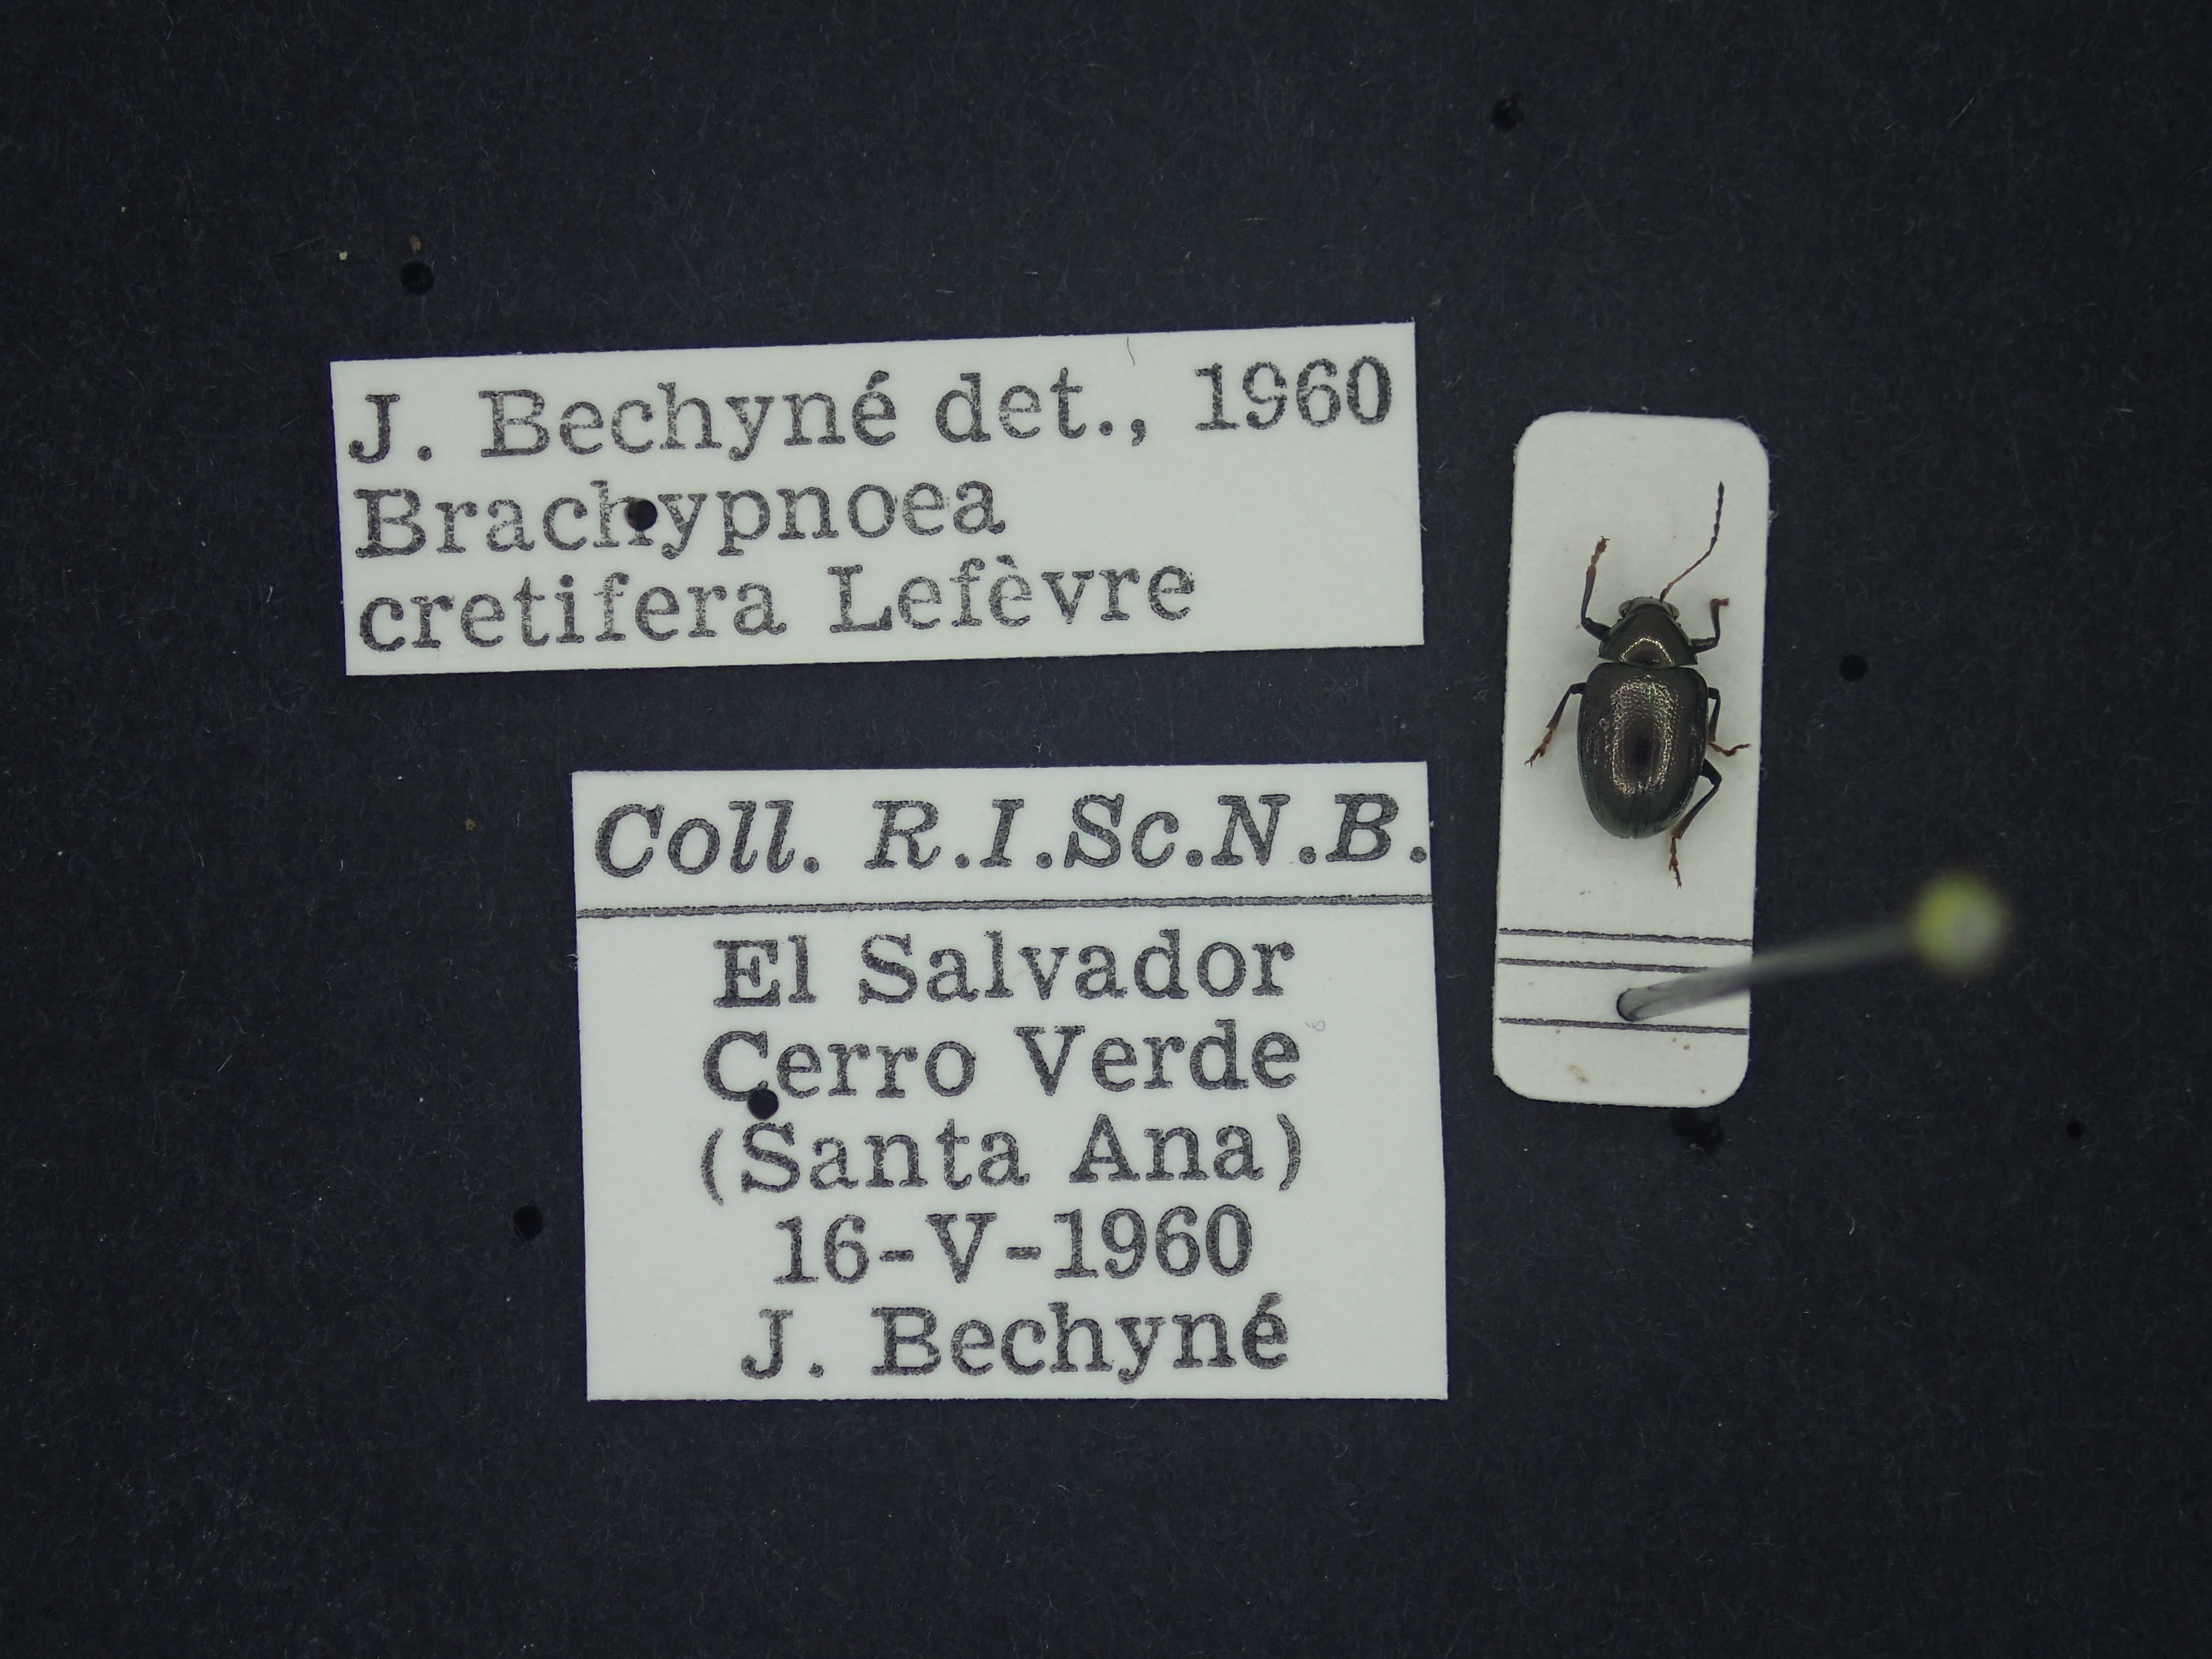 J. Bechyné det., 1960
Brachypnoea
cretifera Lefèvre
Coll. R.I.Sc.N.B.
El Salvador
Cerro Verde
(Santa Ana)
16-V-1960
J. Bechyné